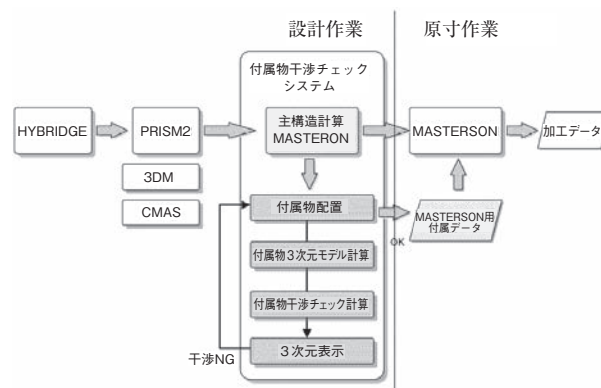 設計作業
原寸作業
付属物干渉チェック
システム
HYBRIDGE
PRISM2
主構造計算
MASTERON
MASTERSON
加工データ
3DM
CMAS
付属物配置
OK
MASTERSON用
付属データ
付属物3次元モデル計算
付属物干渉チェック計算
3次元表示
干渉NG